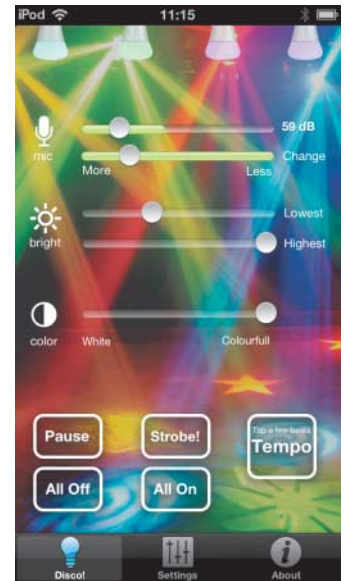 iPod 11:15
59 dB
mic
Change
More Less
Lowest
bright
Highest
color White Colourfull
Pause Strobe! Tap a few beats
Tempo
All Off All On
Disco! Settings About